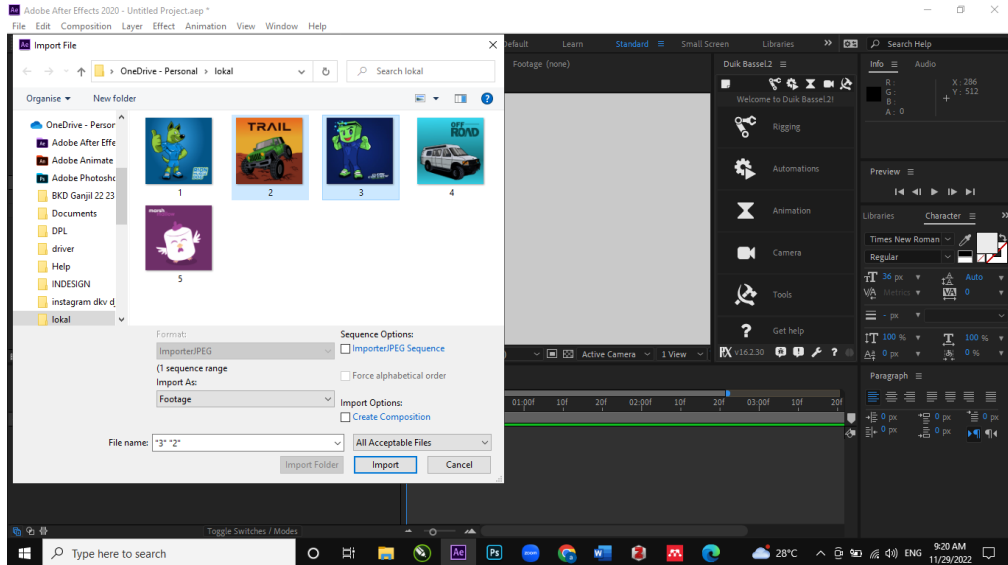 Adobe After Effects 2020 - Untitled Project.aep *
File Edit Composition Layer Effect Animation View Window Help
Import File
Default Learn Standard Small Screen Libraries Search Help
OneDrive - Personal lokal Search lokal
Footage (none)
Duik Bassel.2
Info Audio
Organise New folder
R :
G :
B :
A : 0
X : 286
Y : 512
Welcome to Duik Bassel.2!
OneDrive - Person
Adobe After Effe
Adobe Animate
Adobe Photosho
BKD Ganjil 22 23
Documents
DPL
driver
Help
INDESIGN
instagram dkv d
lokal
TRAIL
OFF ROAD
1
2
3
4
marsh
5
Rigging
Automations
Animation
Camera
Tools
Get help
v16.2.30
Preview
Libraries Character
Times New Roman
Regular
36 px Auto
Metrics 0
- px
100 % 100 %
0 px 0 %
Paragraph
0 px 0 px 0 px
0 px 0 px
Format:
ImporterJPEG
(1 sequence range
Import As:
Footage
Sequence Options:
ImporterJPEG Sequence
Force alphabetical order
Import Options:
Create Composition
File name: "3" "2" All Acceptable Files
Import Folder Import Cancel
Active Camera 1 View
01:00f 10f 20f 02:00f 10f 20f 03:00f 10f 20f
Toggle Switches / Modes
Type here to search
Ae
Ps
zoom
28°C ENG 9:20 AM
11/29/2022